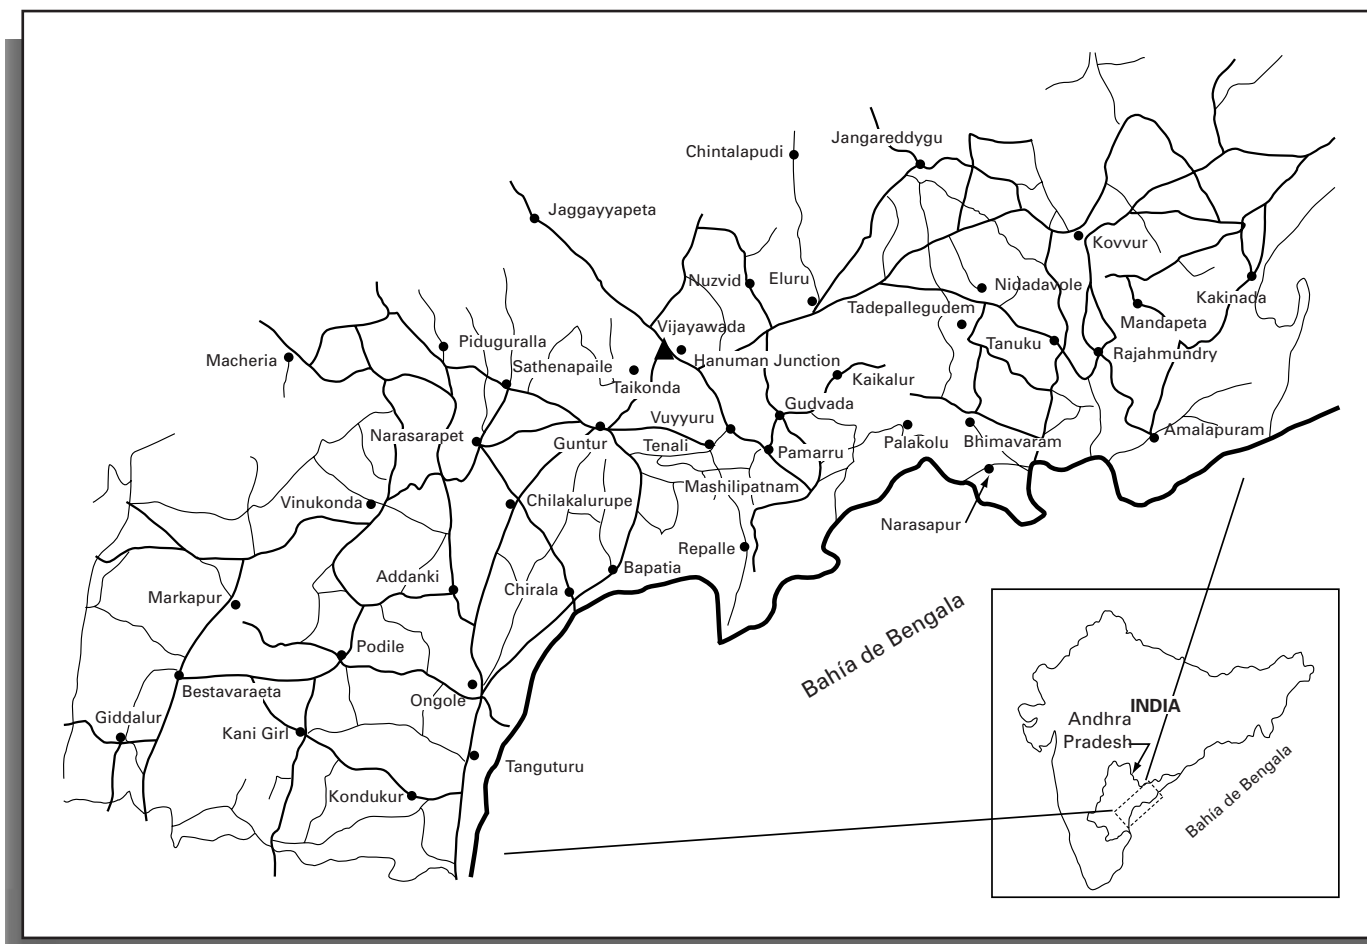 Jangareddygu
Chintalapudi
Jaggayyapeta
Kovvur
Nuzvid
Eluru
Nidadavole
Kakinada
Tadepallegudem
Mandapeta
Vijayawada
Piduguralla
Tanuku
Rajahmundry
Macheria
Sathenapaile
Hanuman Junction
Taikonda
Kaikalur
Gudvada
Vuyyuru
Narasarapet
Guntur
Tenali
Pamarru
Palakolu
Bhimavaram
Amalapuram
Mashilipatnam
Vinukonda
Chilakalurupe
Narasapur
Repalle
Bapatia
Addanki
Chirala
Markapur
Bahía de Bengala
Podile
Bestavaraeta
Ongole
Giddalur
Kani Girl
Tanguturu
Kondukur
INDIA
Andhra
Pradesh
Bahía de Bengala